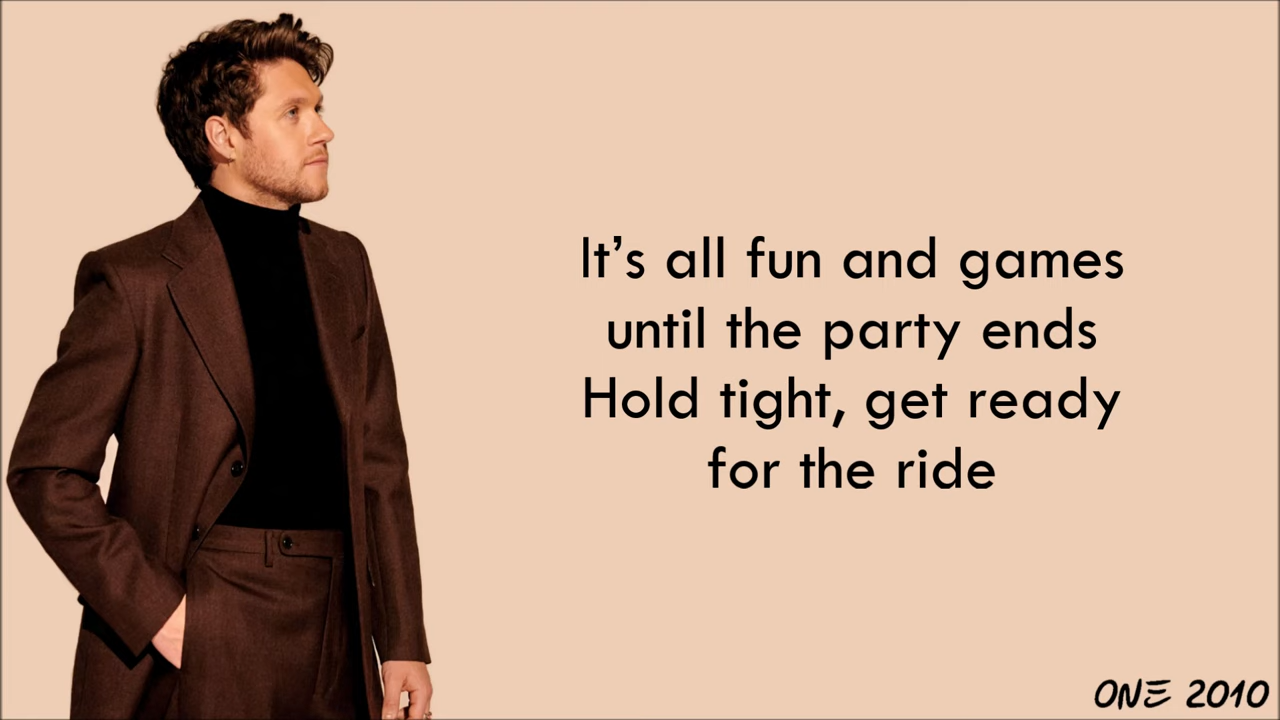 It’s all fun and games
until the party ends
Hold tight, get ready
for the ride
ONE 2010